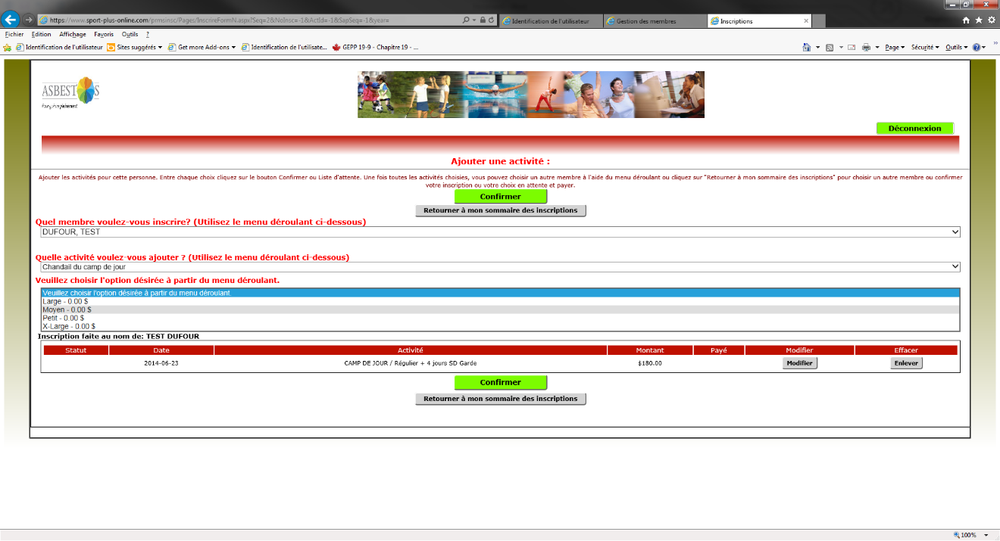 https://www.sport-plus-online.com/prmsinsc/Pages/InscrireFormN.aspx?Seq=2&NoInsc=-1&ActId=-1&SapSeq=-1&year=
Identification de l'utilisateur
Gestion des membres
Inscriptions
Fichier Edition Affichage Favoris Outils ?
Identification de l'utilisateur Sites suggérés Get more Add-ons Identification de l'utilisate... GEPP 19-9 - Chapitre 19 - ... Page Sécurité Outils
ASBESTOS
Déconnexion
Ajouter une activité :
Ajouter les activités pour cette personne. Entre chaque choix cliquez sur le bouton Confirmer ou Liste d'attente. Une fois toutes les activités choisies, vous pouvez choisir un autre membre à l'aide du menu déroulant ou cliquez sur "Retourner à mon sommaire des inscriptions" pour choisir un autre membre ou confirmer
votre inscription ou votre choix en attente et payer.
Confirmer
Retourner à mon sommaire des inscriptions
Quel membre voulez-vous inscrire? (Utilisez le menu déroulant ci-dessous)
DUFOUR, TEST
Quelle activité voulez-vous ajouter ? (Utilisez le menu déroulant ci-dessous)
Chandail du camp de jour
Veuillez choisir l'option désirée à partir du menu déroulant.
Veuillez choisir l'option désirée à partir du menu déroulant.
Large - 0.00 $
Moyen - 0.00 $
Petit - 0.00 $
X-Large - 0.00 $
Inscription faite au nom de: TEST DUFOUR
Statut Date Activité Montant Payé Modifier Effacer
2014-06-23 CAMP DE JOUR / Régulier + 4 jours SD Garde $180.00 Modifier Enlever
Confirmer
Retourner à mon sommaire des inscriptions
100%